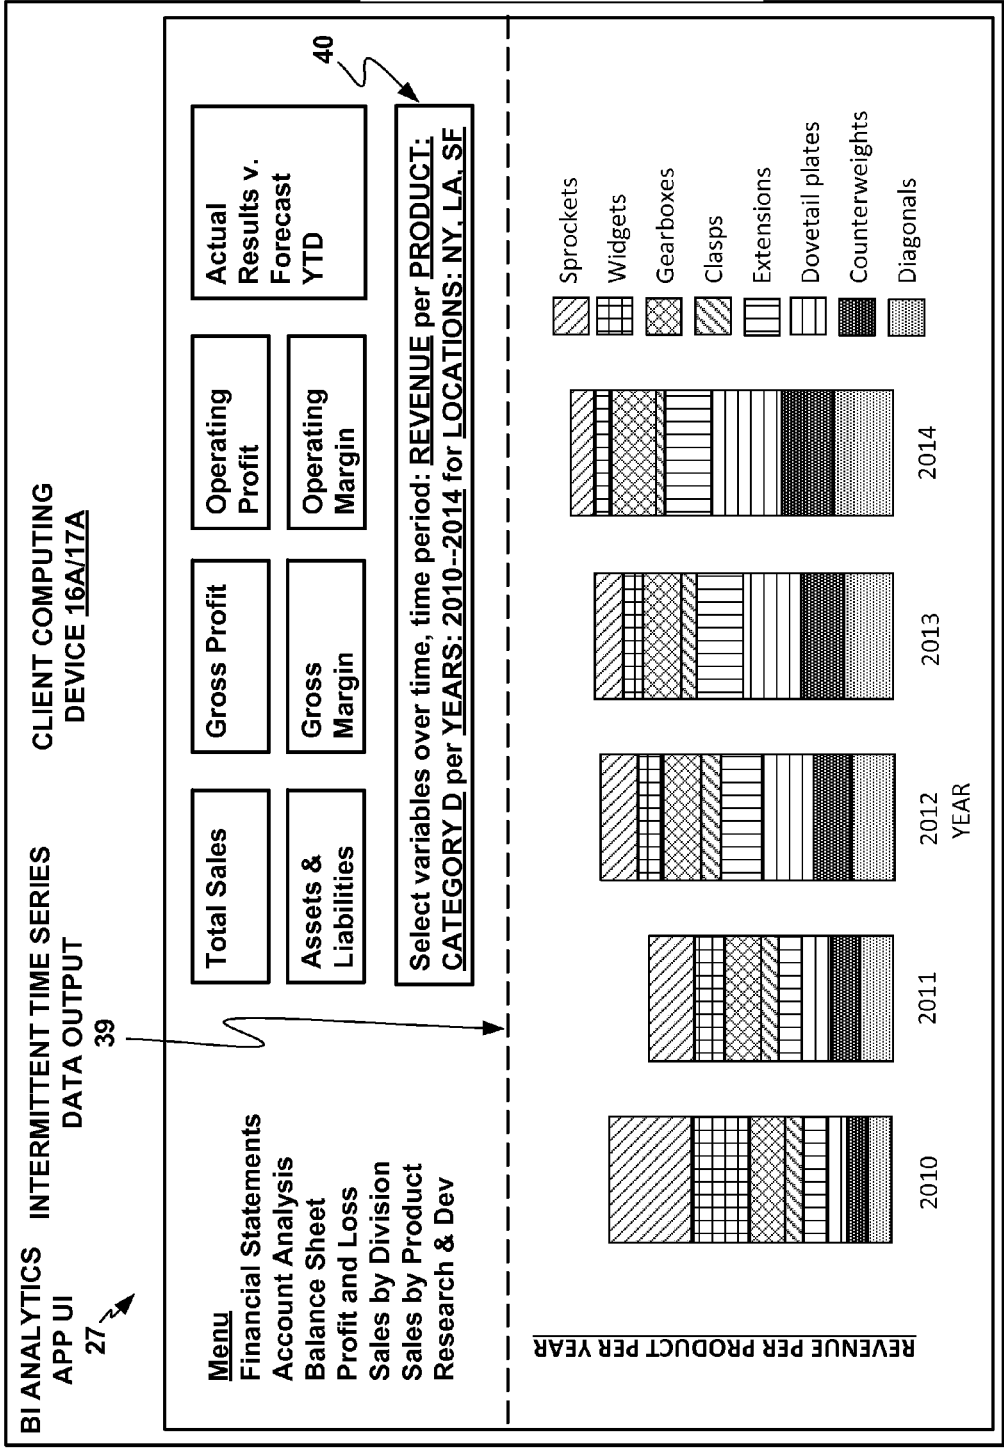 BI ANALYTICS
APP UI
27
INTERMITTENT TIME SERIES
DATA OUTPUT
39
CLIENT COMPUTING
DEVICE 16A/17A
Menu
Financial Statements
Account Analysis
Balance Sheet
Profit and Loss
Sales by Division
Sales by Product
Research & Dev
Total Sales
Gross Profit
Operating
Profit
Actual
Results v.
Forecast
YTD
Assets &
Liabilities
Gross
Margin
Operating
Margin
40
Select variables over time, time period: REVENUE per PRODUCT:
CATEGORY D per YEARS: 2010--2014 for LOCATIONS: NY, LA, SF
REVENUE PER PRODUCT PER YEAR
Sprockets
Widgets
Gearboxes
Clasps
Extensions
Dovetail plates
Counterweights
Diagonals
2010
2011
2012
2013
2014
YEAR